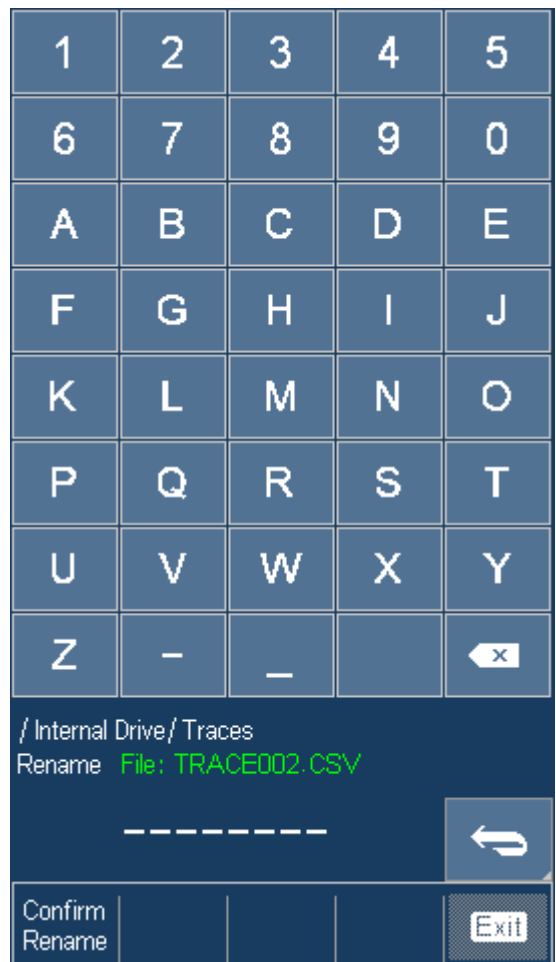 1 2 3 4 5
6 7 8 9 0
A B C D E
F G H I J
K L M N O
P Q R S T
U V W X Y
Z - _ x
/ Internal Drive / Traces
Rename File: TRACE002.CSV
________
Confirm
Rename
Exit